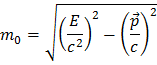 m₀ = √((E/c²)² − (p⃗/c)²)